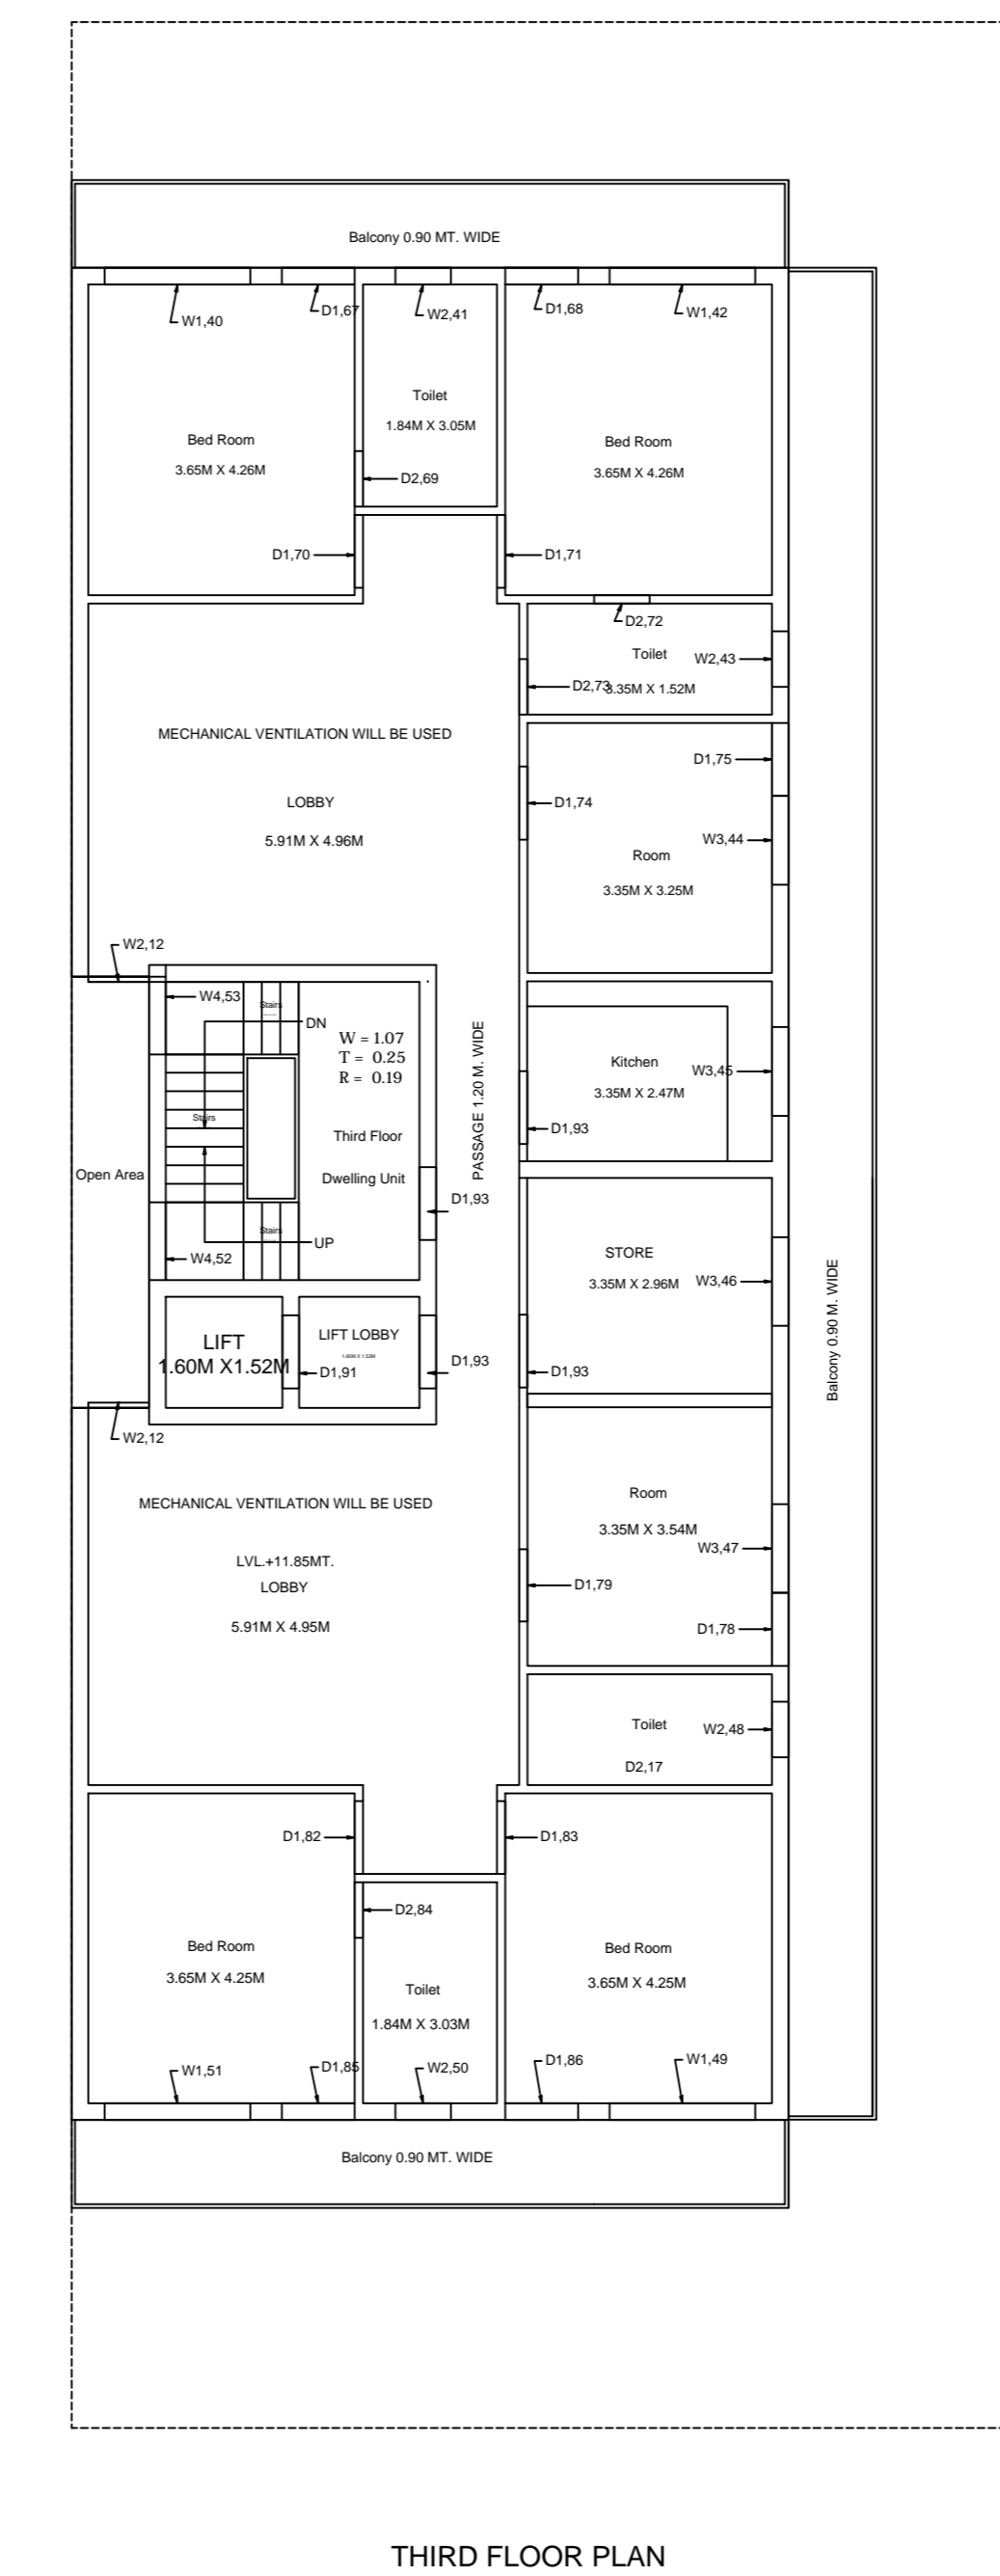 Balcony 0.90 MT. WIDE
W1,40
D1,67
W2,41
D1,68
W1,42
Toilet
1.84M X 3.05M
Bed Room
3.65M X 4.26M
Bed Room
3.65M X 4.26M
D2,69
D1,70
D1,71
D2,72
Toilet
W2,43
D2,73
3.35M X 1.52M
MECHANICAL VENTILATION WILL BE USED
D1,75
LOBBY
D1,74
5.91M X 4.96M
W3,44
Room
3.35M X 3.25M
W2,12
W4,53
Stairs
DN
W = 1.07
T = 0.25
R = 0.19
PASSAGE 1.20 M. WIDE
Kitchen
W3,45
3.35M X 2.47M
Stairs
D1,93
Third Floor
Open Area
Dwelling Unit
D1,93
Stairs
UP
W4,52
STORE
3.35M X 2.96M
W3,46
Balcony 0.90 M. WIDE
LIFT
1.60M X1.52M
LIFT LOBBY
D1,91
D1,93
D1,93
W2,12
MECHANICAL VENTILATION WILL BE USED
Room
3.35M X 3.54M
W3,47
LVL.+11.85MT.
LOBBY
D1,79
5.91M X 4.95M
D1,78
Toilet
W2,48
D2,17
D1,82
D1,83
D2,84
Bed Room
3.65M X 4.25M
Bed Room
3.65M X 4.25M
Toilet
1.84M X 3.03M
W1,51
D1,85
W2,50
D1,86
W1,49
Balcony 0.90 MT. WIDE
THIRD FLOOR PLAN